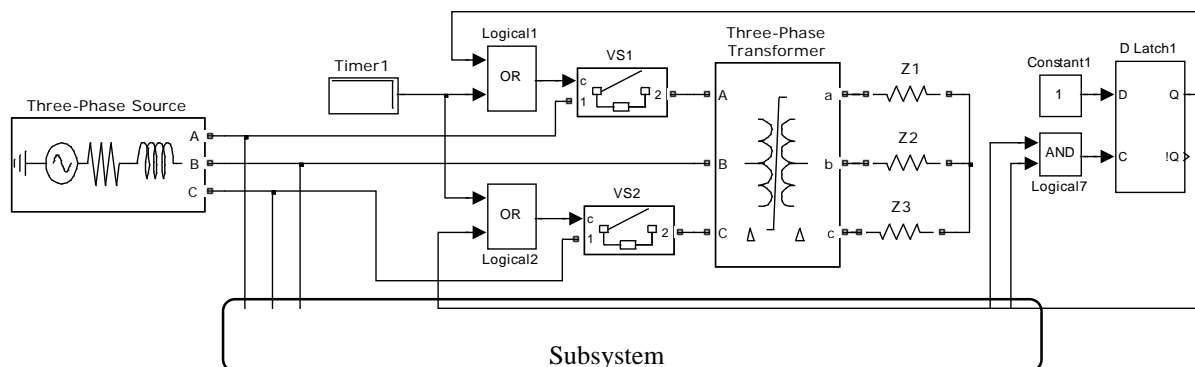 Three-Phase
Transformer
Logical1
OR
VS1
c
1
2
Timer1
Three-Phase Source
A
B
C
A
B
C
a
b
c
Z1
Z2
Z3
Constant1
1
D Latch1
D
Q
C
!Q
AND
Logical7
OR
Logical2
VS2
c
1
2
Subsystem